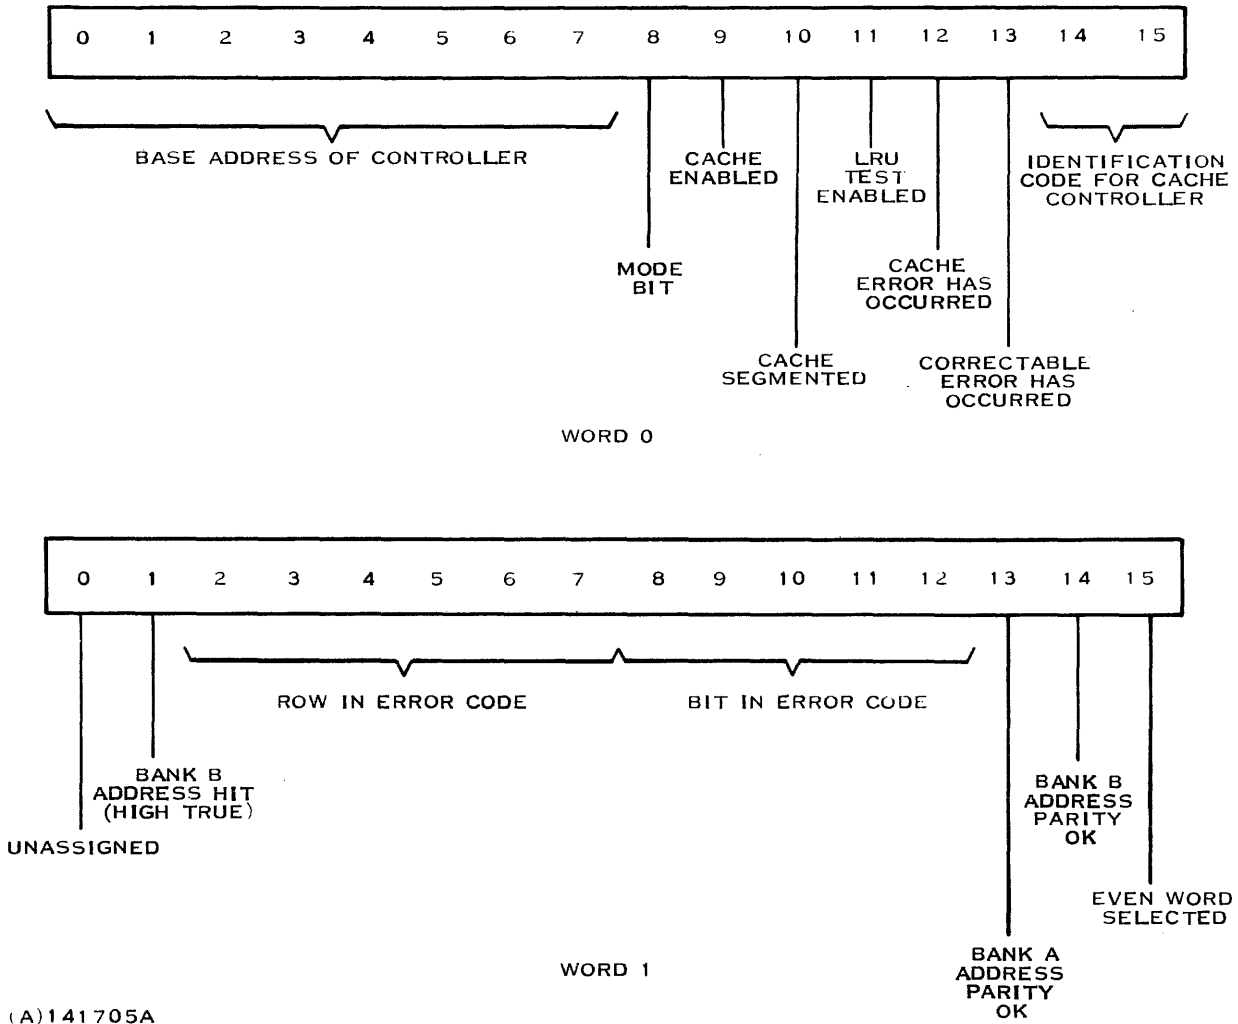 0 1 2 3 4 5 6 7 8 9 10 11 12 13 14 15
BASE ADDRESS OF CONTROLLER
MODE
BIT
CACHE
ENABLED
CACHE
SEGMENTED
LRU
TEST
ENABLED
CACHE
ERROR HAS
OCCURRED
CORRECTABLE
ERROR HAS
OCCURRED
IDENTIFICATION
CODE FOR CACHE
CONTROLLER
WORD 0
0 1 2 3 4 5 6 7 8 9 10 11 12 13 14 15
UNASSIGNED
BANK B
ADDRESS HIT
(HIGH TRUE)
ROW IN ERROR CODE
BIT IN ERROR CODE
BANK A
ADDRESS
PARITY
OK
BANK B
ADDRESS
PARITY
OK
EVEN WORD
SELECTED
WORD 1
(A)141705A